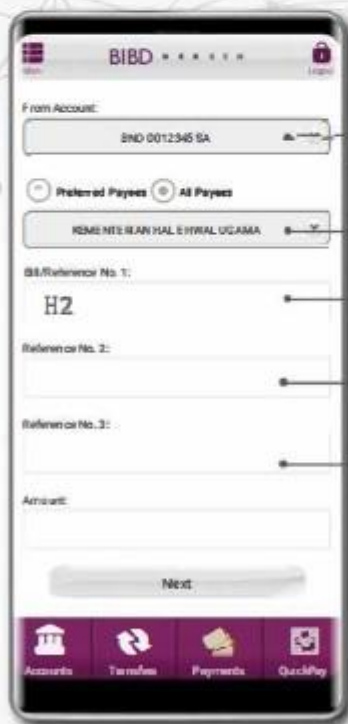 BIBD
Menu
Logout
From Account:
BND 0012345 SA
Preferred Payees All Payees
KEMENTERIAN HAL EHWAL UGAMA
Bill/Reference No. 1:
H2
Reference No. 2:
Reference No. 3:
Amount:
Next
Accounts Transfers Payments QuickPay